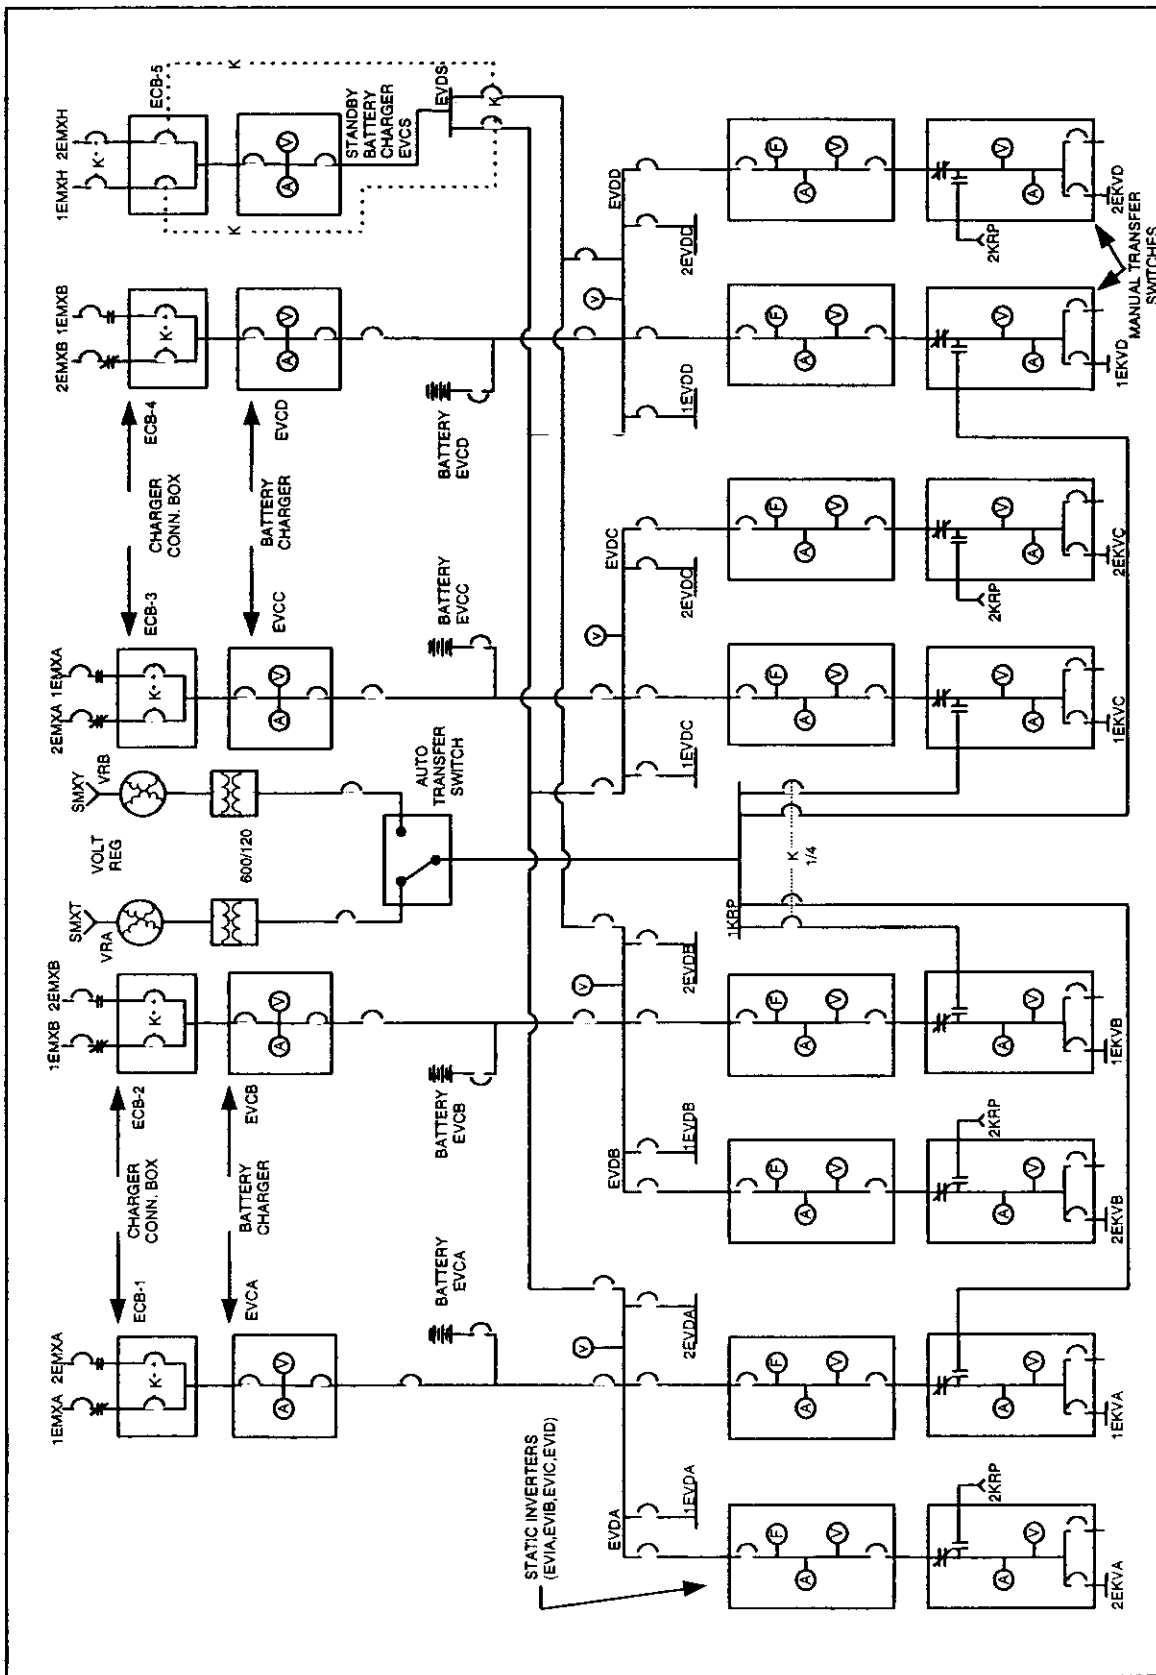 1EMXA 2EMXA
ECB-1
CHARGER
CONN. BOX
ECB-2
1EMXB 2EMXB
SMXT
VRA
VOLT
REG
SMXY
VRB
2EMXA 1EMXA
ECB-3
CHARGER
CONN. BOX
ECB-4
2EMXB 1EMXB
1EMXH 2EMXH
ECB-5
K
K
K
K
K
K
K
K
K
EVCA
BATTERY
CHARGER
EVCB
600/120
EVCC
BATTERY
CHARGER
EVCD
STANDBY
BATTERY
CHARGER
EVCS
A V
A V
A V
A V
A V
EVDS
BATTERY
EVCA
BATTERY
EVCB
AUTO
TRANSFER
SWITCH
BATTERY
EVCC
BATTERY
EVCD
STATIC INVERTERS
(EVIA,EVIB,EVIC,EVID)
V
V
V
V
EVDA
EVDB
EVDC
EVDD
1EVDA
2EVDA
1EVDB
2EVDB
1EVDC
2EVDC
1EVDD
2EVDD
1KRP
K
1/4
A F V
A F V
A F V
A F V
A F V
A F V
A F V
A F V
2KRP
2KRP
2KRP
2KRP
A V
A V
A V
A V
A V
A V
A V
A V
2EKVA
1EKVA
2EKVB
1EKVB
1EKVC
2EKVC
1EKVD
2EKVD
MANUAL TRANSFER
SWITCHES